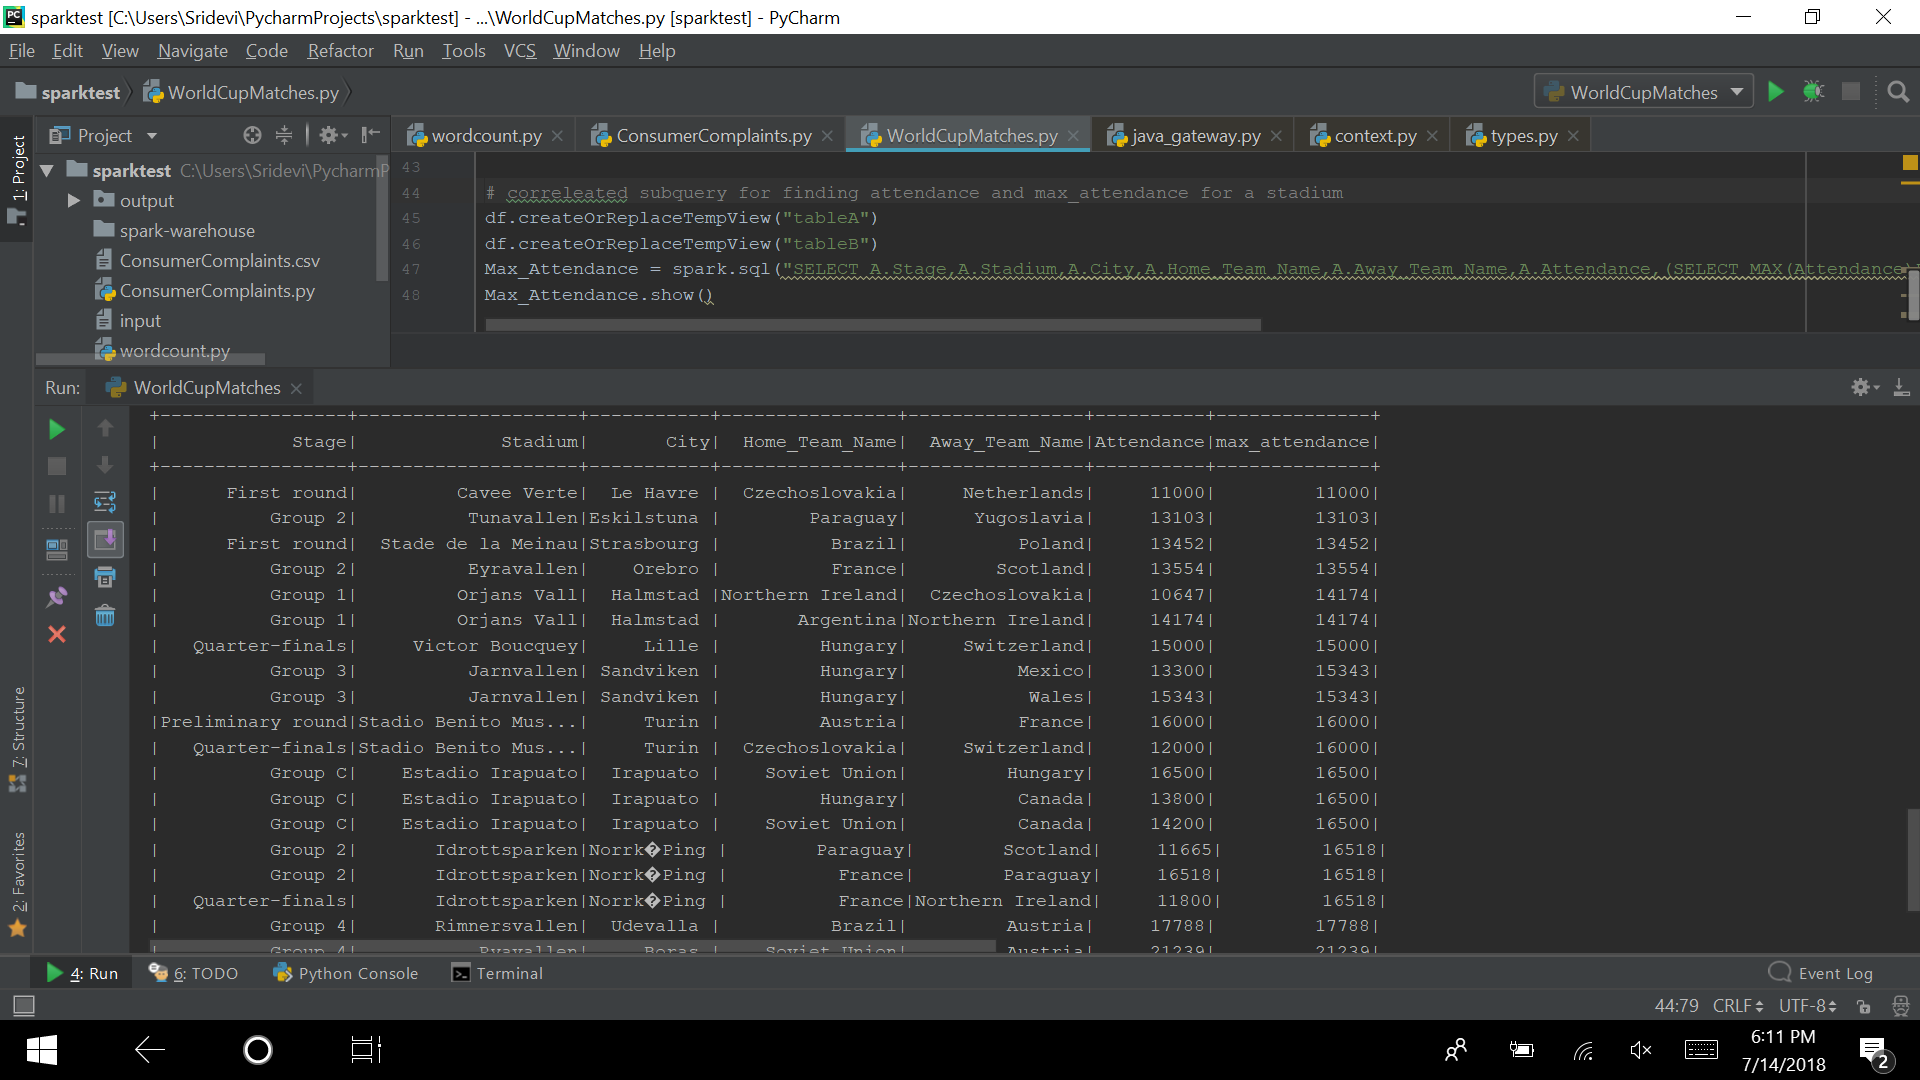 sparktest [C:\Users\Sridevi\PycharmProjects\sparktest] - ...\WorldCupMatches.py [sparktest] - PyCharm
File Edit View Navigate Code Refactor Run Tools VCS Window Help
sparktest WorldCupMatches.py WorldCupMatches
1: Project
Project
wordcount.py ConsumerComplaints.py WorldCupMatches.py java_gateway.py context.py types.py
sparktest C:\Users\Sridevi\PycharmP
output
spark-warehouse
ConsumerComplaints.csv
ConsumerComplaints.py
input
wordcount.py
43
44 # correleated subquery for finding attendance and max_attendance for a stadium
45 df.createOrReplaceTempView("tableA")
46 df.createOrReplaceTempView("tableB")
47 Max_Attendance = spark.sql("SELECT A.Stage,A.Stadium,A.City,A.Home_Team_Name,A.Away_Team_Name,A.Attendance,(SELECT MAX(Attendance)
48 Max_Attendance.show()
Run: WorldCupMatches
+-----------------+--------------------+-----------+----------------+----------------+----------+--------------+
| Stage| Stadium| City| Home_Team_Name| Away_Team_Name|Attendance|max_attendance|
+-----------------+--------------------+-----------+----------------+----------------+----------+--------------+
| First round| Cavee Verte| Le Havre | Czechoslovakia| Netherlands| 11000| 11000|
| Group 2| Tunavallen|Eskilstuna | Paraguay| Yugoslavia| 13103| 13103|
| First round| Stade de la Meinau|Strasbourg | Brazil| Poland| 13452| 13452|
| Group 2| Eyravallen| Orebro | France| Scotland| 13554| 13554|
| Group 1| Orjans Vall| Halmstad |Northern Ireland| Czechoslovakia| 10647| 14174|
| Group 1| Orjans Vall| Halmstad | Argentina|Northern Ireland| 14174| 14174|
| Quarter-finals| Victor Boucquey| Lille | Hungary| Switzerland| 15000| 15000|
| Group 3| Jarnvallen| Sandviken | Hungary| Mexico| 13300| 15343|
| Group 3| Jarnvallen| Sandviken | Hungary| Wales| 15343| 15343|
|Preliminary round|Stadio Benito Mus...| Turin | Austria| France| 16000| 16000|
| Quarter-finals|Stadio Benito Mus...| Turin | Czechoslovakia| Switzerland| 12000| 16000|
| Group C| Estadio Irapuato| Irapuato | Soviet Union| Hungary| 16500| 16500|
| Group C| Estadio Irapuato| Irapuato | Hungary| Canada| 13800| 16500|
| Group C| Estadio Irapuato| Irapuato | Soviet Union| Canada| 14200| 16500|
| Group 2| Idrottsparken|Norrk�Ping | Paraguay| Scotland| 11665| 16518|
| Group 2| Idrottsparken|Norrk�Ping | France| Paraguay| 16518| 16518|
| Quarter-finals| Idrottsparken|Norrk�Ping | France|Northern Ireland| 11800| 16518|
| Group 4| Rimnersvallen| Udevalla | Brazil| Austria| 17788| 17788|
| Group 4| Ryavallen| Boras | Soviet Union| Austria| 21239| 21239|
7: Structure
2: Favorites
4: Run 6: TODO Python Console Terminal Event Log
44:79 CRLF UTF-8
6:11 PM
7/14/2018
2